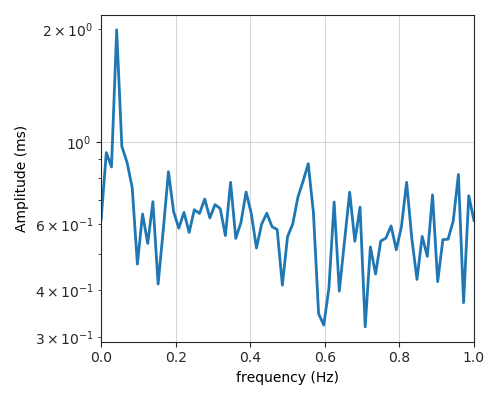 2 × 10⁰
10⁰
6 × 10⁻¹
4 × 10⁻¹
3 × 10⁻¹
Amplitude (ms)
0.0 0.2 0.4 0.6 0.8 1.0
frequency (Hz)